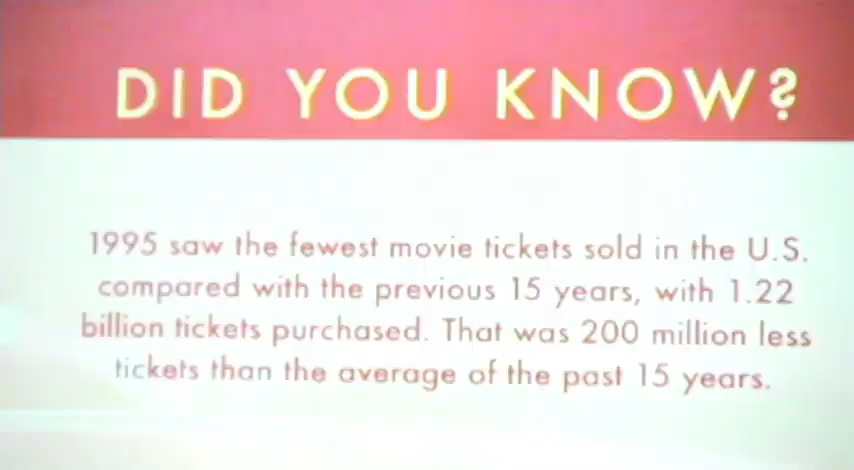 DID YOU KNOW?
1995 saw the fewest movie tickets sold in the U.S.
compared with the previous 15 years, with 1.22
billion tickets purchased. That was 200 million less
tickets than the average of the past 15 years.